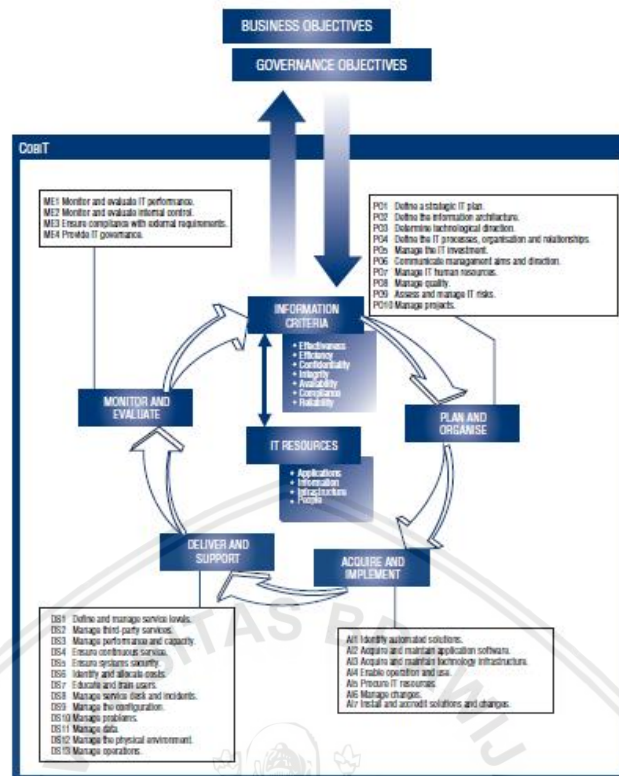 BUSINESS OBJECTIVES
GOVERNANCE OBJECTIVES
COBIT
ME1 Monitor and evaluate IT performance.
ME2 Monitor and evaluate internal control.
ME3 Ensure compliance with external requirements.
ME4 Provide IT governance.
PO1 Define a strategic IT plan.
PO2 Define the information architecture.
PO3 Determine technological direction.
PO4 Define the IT processes, organisation and relationships.
PO5 Manage the IT investment.
PO6 Communicate management aims and direction.
PO7 Manage IT human resources.
PO8 Manage quality.
PO9 Assess and manage IT risks.
PO10 Manage projects.
INFORMATION
CRITERIA
• Effectiveness
• Efficiency
• Confidentiality
• Integrity
• Availability
• Compliance
• Reliability
MONITOR AND
EVALUATE
PLAN AND
ORGANISE
IT RESOURCES
• Applications
• Information
• Infrastructure
• People
DELIVER AND
SUPPORT
ACQUIRE AND
IMPLEMENT
DS1 Define and manage service levels.
DS2 Manage third-party services.
DS3 Manage performance and capacity.
DS4 Ensure continuous service.
DS5 Ensure systems security.
DS6 Identify and allocate costs.
DS7 Educate and train users.
DS8 Manage service desk and incidents.
DS9 Manage the configuration.
DS10 Manage problems.
DS11 Manage data.
DS12 Manage the physical environment.
DS13 Manage operations.
AI1 Identify automated solutions.
AI2 Acquire and maintain application software.
AI3 Acquire and maintain technology infrastructure.
AI4 Enable operation and use.
AI5 Procure IT resources.
AI6 Manage changes.
AI7 Install and accredit solutions and changes.
SITAS BRAWIJ